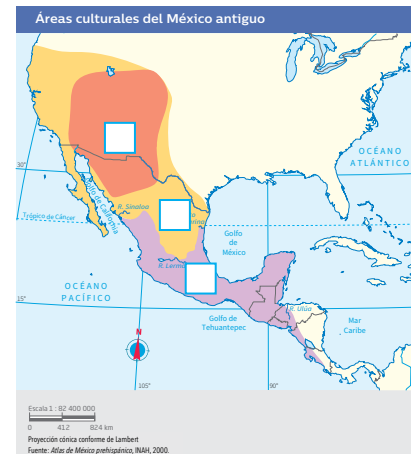 Áreas culturales del México antiguo
OCÉANO
ATLÁNTICO
30°
Golfo de California
R. Sinaloa
Trópico de Cáncer
Golfo
de
México
R. Lerma
OCÉANO
PACÍFICO
15°
Golfo de
Tehuantepec
R. Ulúa
Mar
Caribe
N
105°
90°
Escala 1 : 82 400 000
0 412 824 km
Proyección cónica conforme de Lambert
Fuente: Atlas de México prehispánico, INAH, 2000.